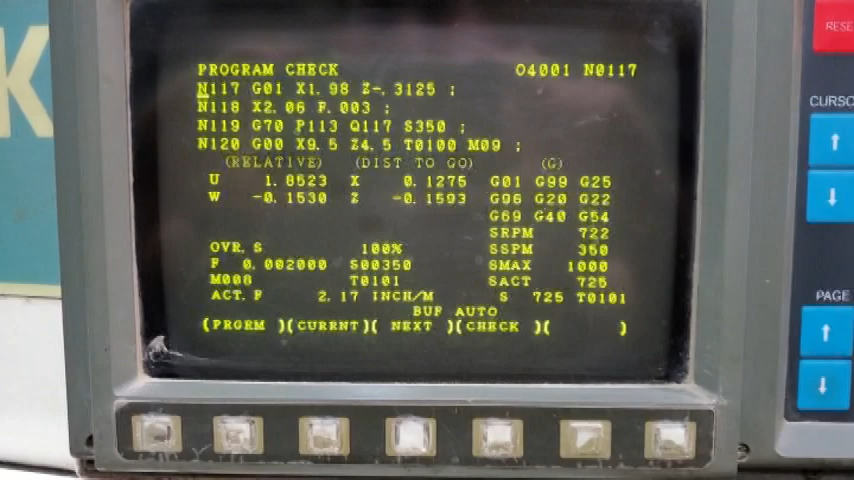 K
PROGRAM CHECK O4001 N0117
N117 G01 X1.98 Z-.3125 ;
N118 X2.06 F.003 ;
N119 G70 P113 Q117 S350 ;
N120 G00 X9.5 Z4.5 T0100 M09 ;
(RELATIVE) (DIST TO GO) (G)
U 1.8523 X 0.1275 G01 G99 G25
W -0.1530 Z -0.1593 G96 G20 G22
G69 G40 G54
SRPM 722
OVR.S 100% SSPM 350
F 0.002000 S00350 SMAX 1000
M008 T0101 SACT 725
ACT.F 2.17 INCH/M S 725 T0101
BUF AUTO
(PRGRM )(CURRNT)( NEXT )(CHECK )( )
RESE
CURSO
PAGE